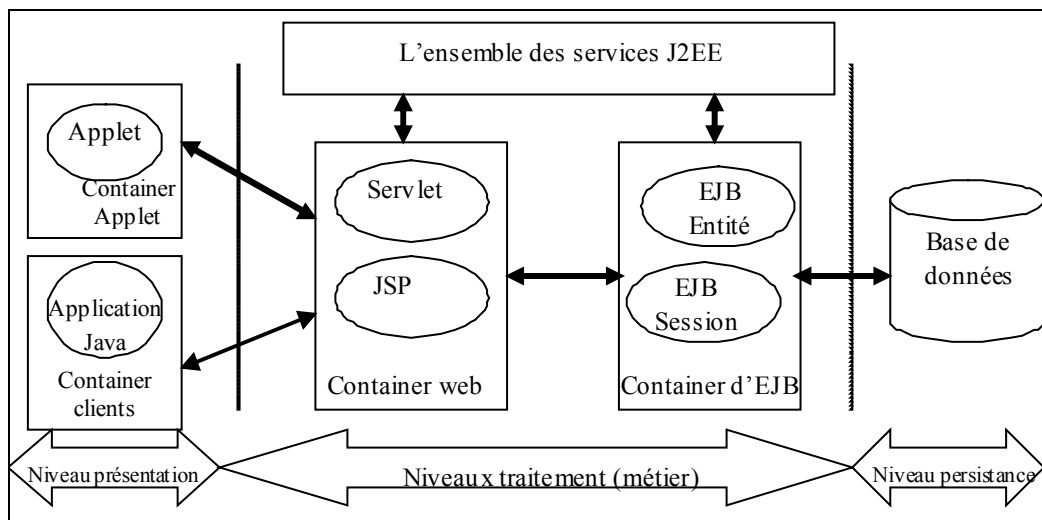 L'ensemble des services J2EE
Applet
Container
Applet
Application
Java
Container
clients
Servlet
JSP
Container web
EJB
Entité
EJB
Session
Container d'EJB
Base de
données
Niveau présentation
Niveaux traitement (métier)
Niveau persistance